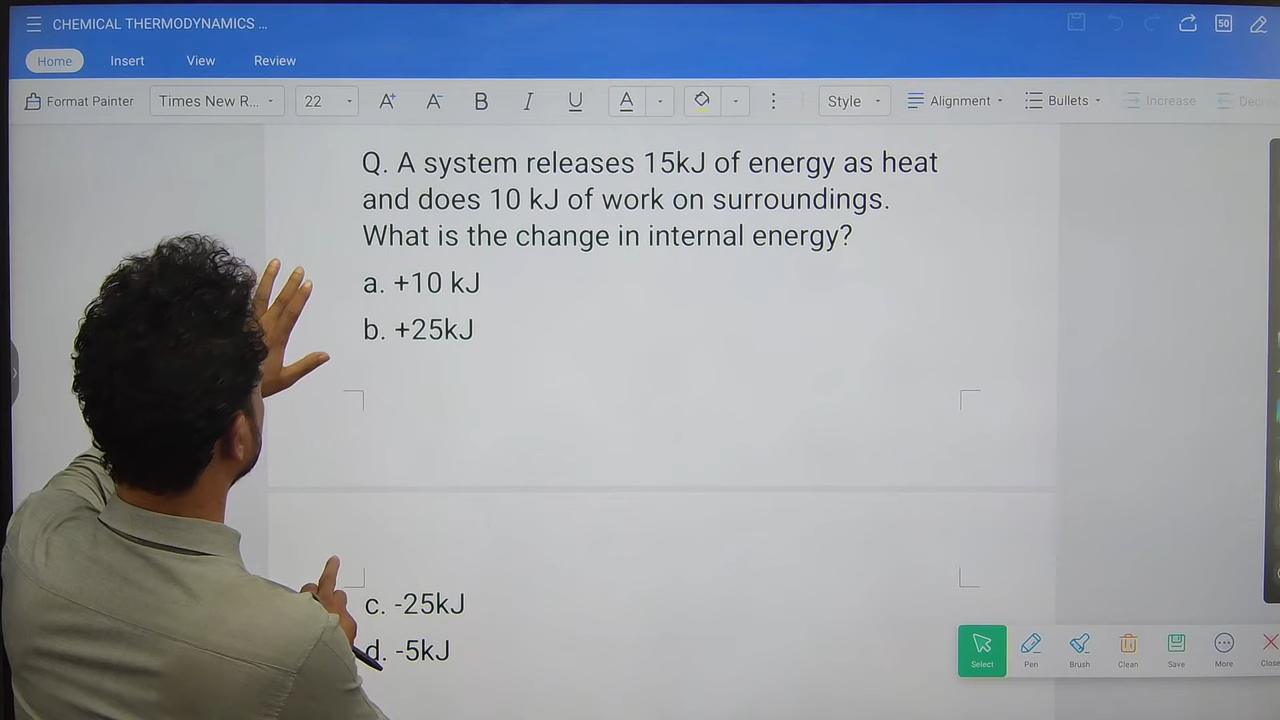 CHEMICAL THERMODYNAMICS ...
50
Home Insert View Review
Format Painter Times New R... 22 A+ A- B I U A Style Alignment Bullets Increase
Q. A system releases 15kJ of energy as heat
and does 10 kJ of work on surroundings.
What is the change in internal energy?
a. +10 kJ
b. +25kJ
c. -25kJ
d. -5kJ
Select Pen Brush Clean Save More Close